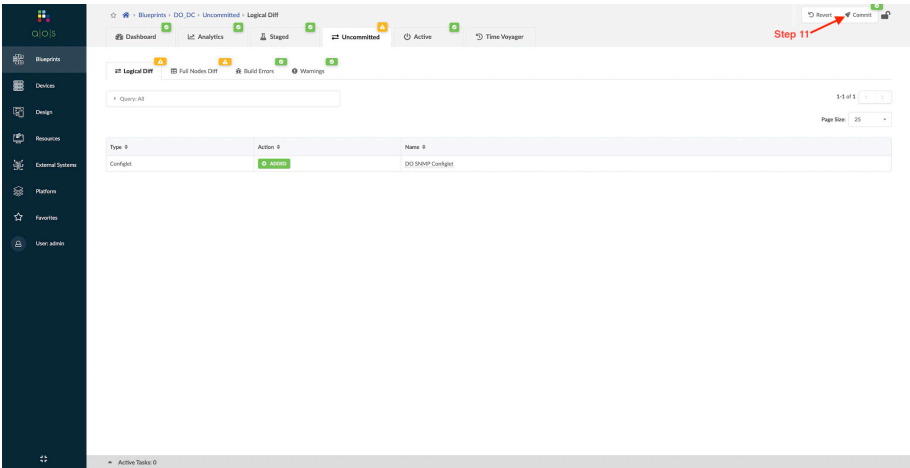 a|o|s
Blueprints
Devices
Design
Resources
External Systems
Platform
Favorites
User: admin
Blueprints › DO_DC › Uncommitted › Logical Diff
Revert Commit
Step 11
Dashboard Analytics Staged Uncommitted Active Time Voyager
Logical Diff Full Nodes Diff Build Errors Warnings
Query: All
1-1 of 1
Page Size: 25
Type Action Name
Configlet ADDED DO SNMP Configlet
Active Tasks: 0